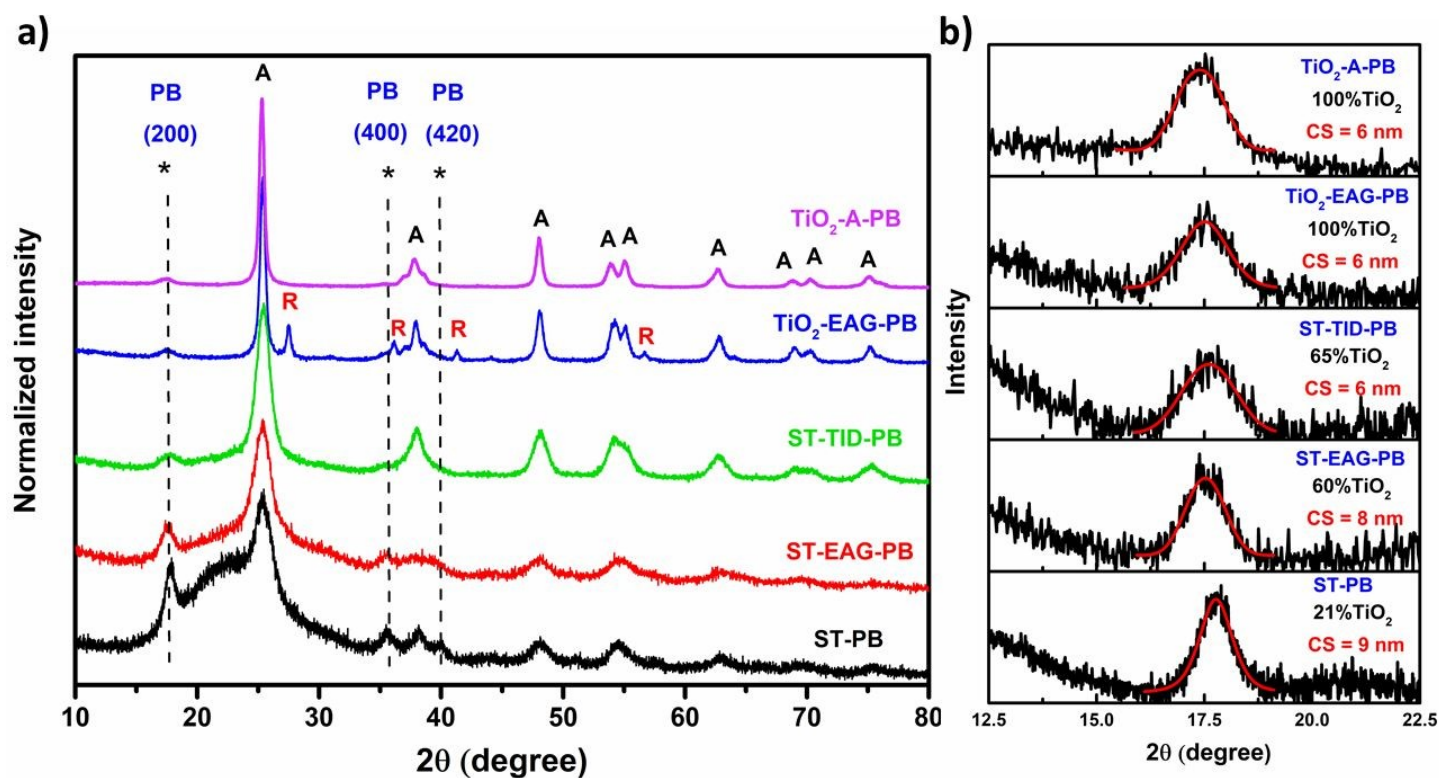 a)
PB
(200)
A
PB
(400)
PB
(420)
*
*
*
TiO2-A-PB
A
A
A
A
A
A
A
A
TiO2-EAG-PB
R
R
R
R
ST-TID-PB
ST-EAG-PB
ST-PB
Normalized intensity
10
20
30
40
50
60
70
80
2θ (degree)
b)
TiO2-A-PB
100%TiO2
CS = 6 nm
TiO2-EAG-PB
100%TiO2
CS = 6 nm
ST-TID-PB
65%TiO2
CS = 6 nm
ST-EAG-PB
60%TiO2
CS = 8 nm
ST-PB
21%TiO2
CS = 9 nm
Intensity
12.5
15.0
17.5
20.0
22.5
2θ (degree)